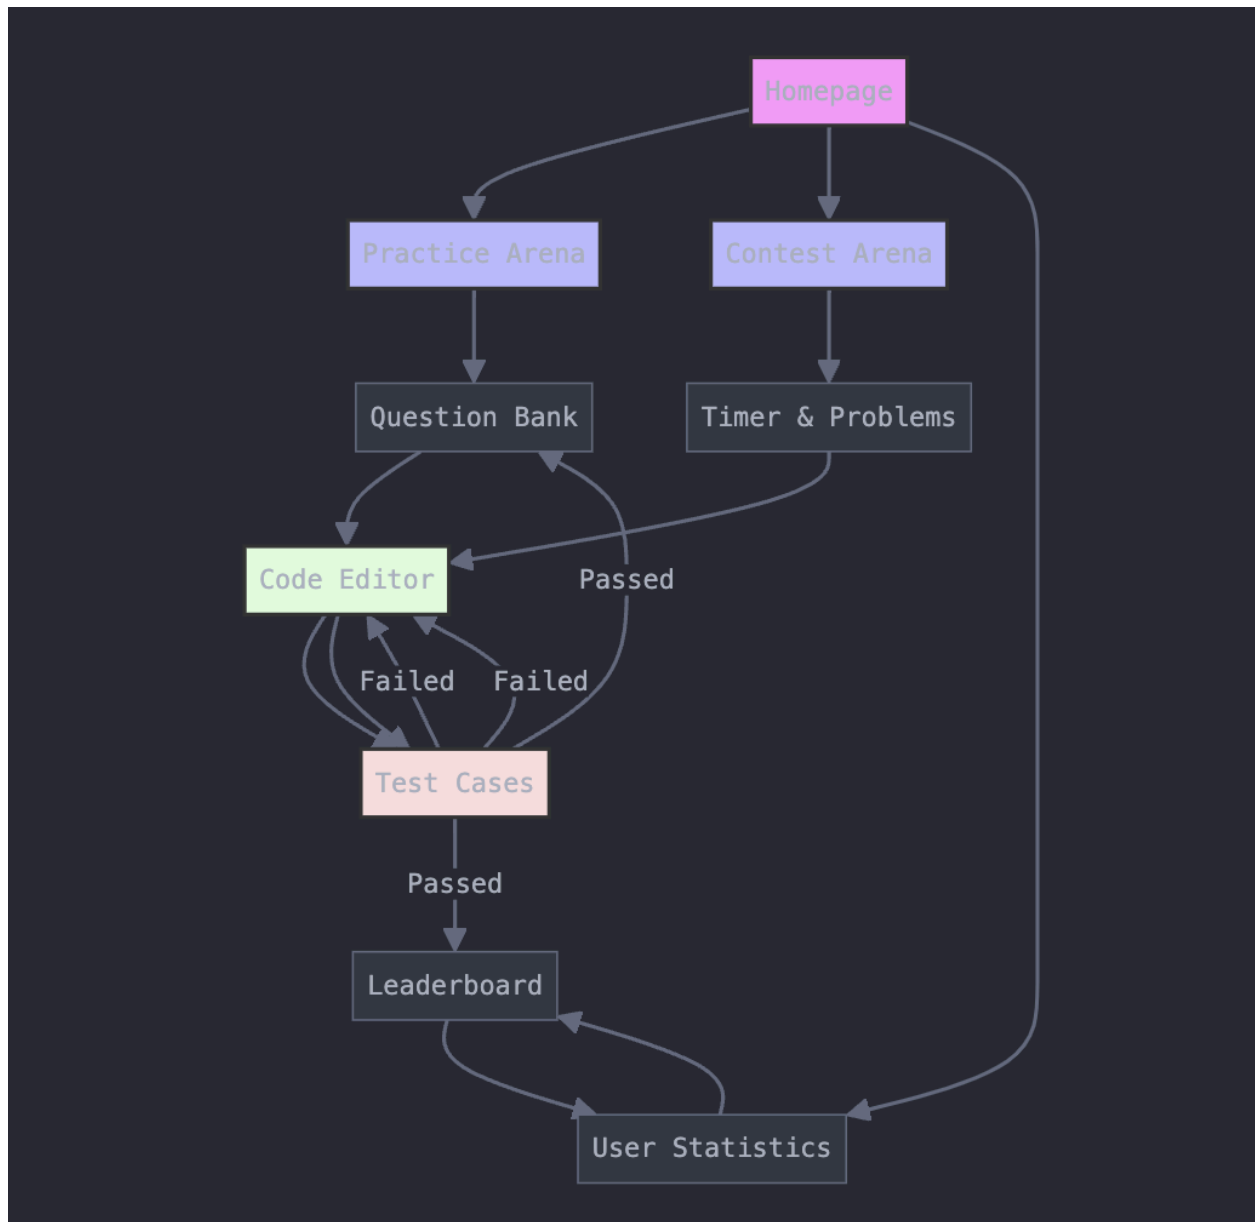 Homepage
Practice Arena
Contest Arena
Question Bank
Timer & Problems
Code Editor
Passed
Failed
Failed
Test Cases
Passed
Leaderboard
User Statistics